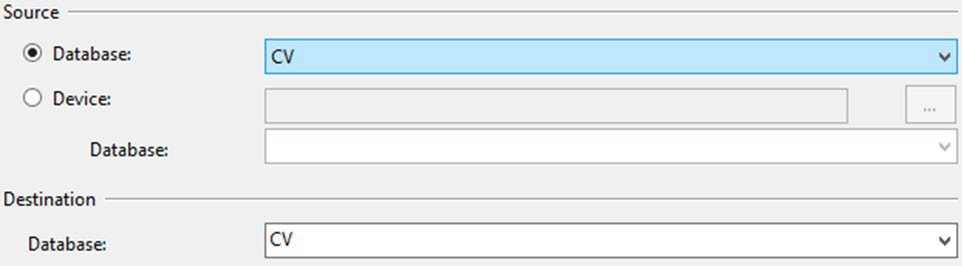 Source
Database: CV
Device: ...
Database:
Destination
Database: CV